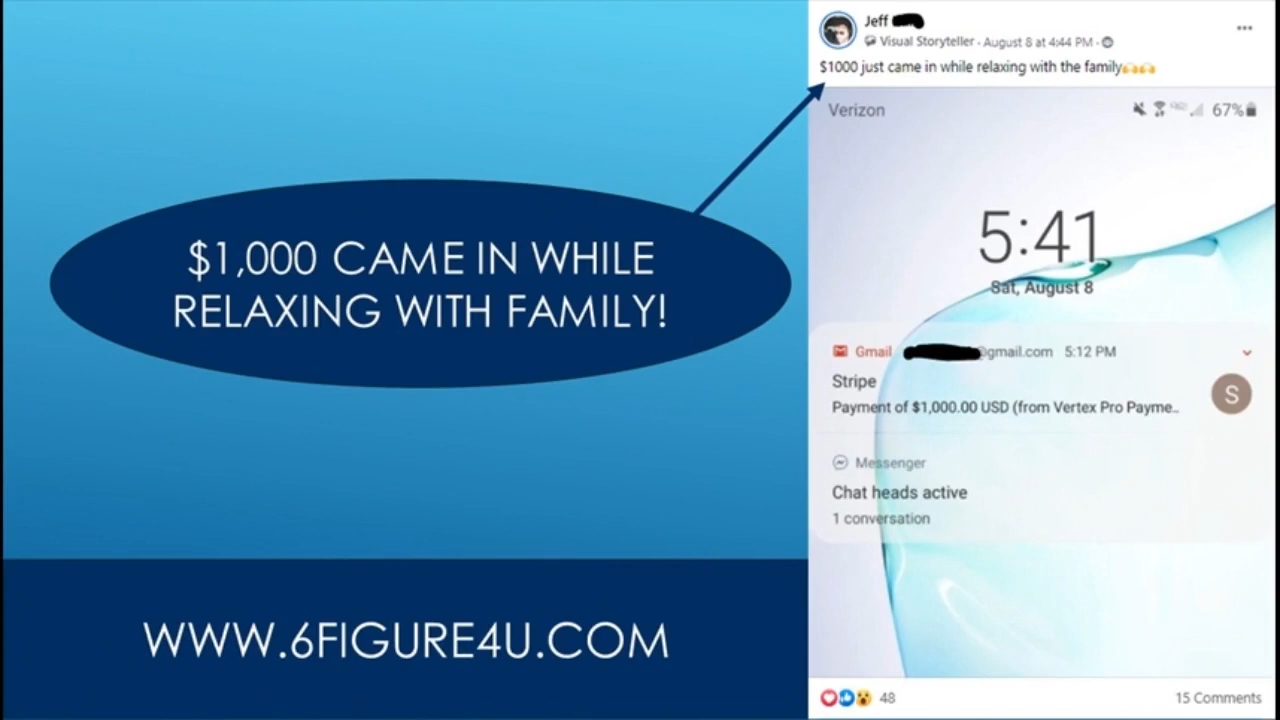 $1,000 CAME IN WHILE
RELAXING WITH FAMILY!
WWW.6FIGURE4U.COM
Jeff
Visual Storyteller · August 8 at 4:44 PM ·
$1000 just came in while relaxing with the family🙌🙌
Verizon
67%
5:41
Sat, August 8
Gmail @gmail.com 5:12 PM
Stripe
Payment of $1,000.00 USD (from Vertex Pro Payme..
S
Messenger
Chat heads active
1 conversation
48
15 Comments